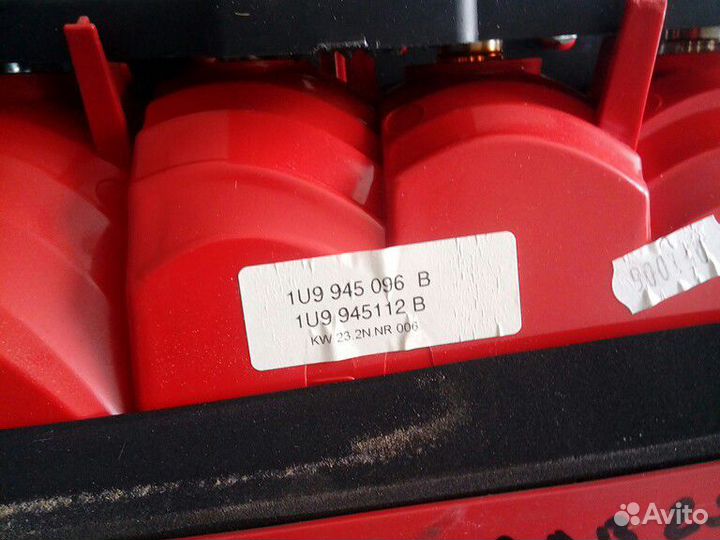 1U9 945 096 B
1U9 945112 B
KW 23.2N NR 006
Avito